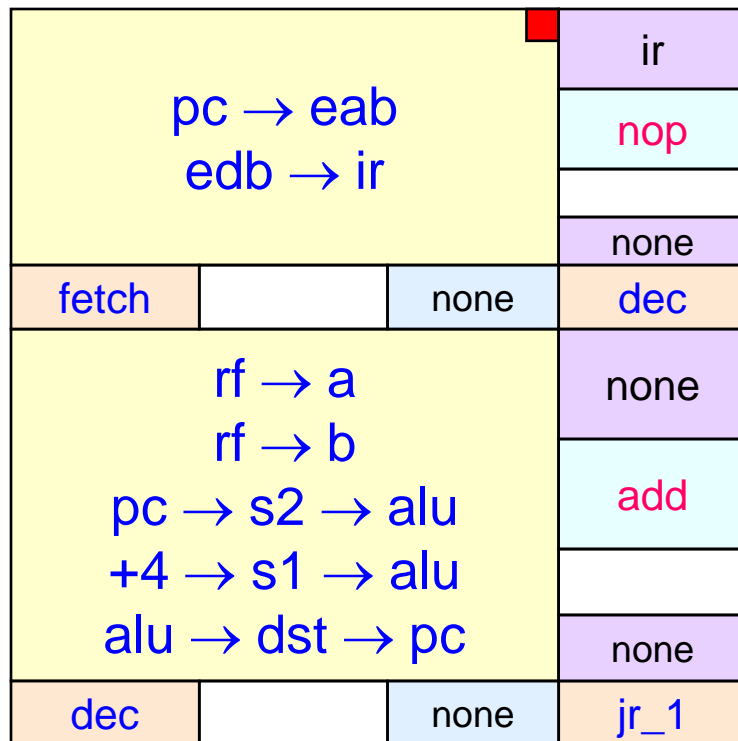 pc → eab
edb → ir
ir
nop
none
fetch
none
dec
rf → a
rf → b
pc → s2 → alu
+4 → s1 → alu
alu → dst → pc
none
add
none
dec
none
jr_1